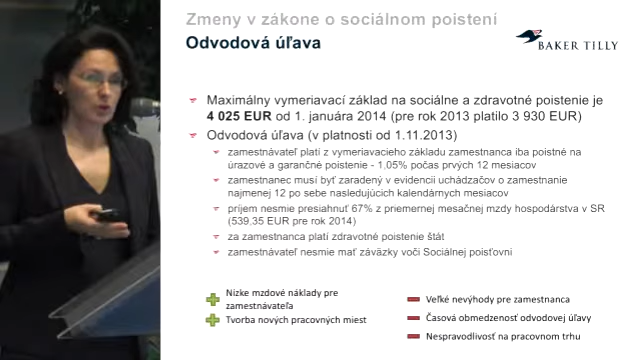 Zmeny v zákone o sociálnom poistení
Odvodová úľava
BAKER TILLY
Maximálny vymeriavací základ na sociálne a zdravotné poistenie je
4 025 EUR od 1. januára 2014 (pre rok 2013 platilo 3 930 EUR)
Odvodová úľava (v platnosti od 1.11.2013)
zamestnávateľ platí z vymeriavacieho základu zamestnanca iba poistné na
úrazové a garančné poistenie - 1,05% počas prvých 12 mesiacov
zamestnanec musí byť zaradený v evidencii uchádzačov o zamestnanie
najmenej 12 po sebe nasledujúcich kalendárnych mesiacov
príjem nesmie presiahnuť 67% z priemernej mesačnej mzdy hospodárstva v SR
(539,35 EUR pre rok 2014)
za zamestnanca platí zdravotné poistenie štát
zamestnávateľ nesmie mať záväzky voči Sociálnej poisťovni
Nízke mzdové náklady pre
zamestnávateľa
Tvorba nových pracovných miest
Veľké nevýhody pre zamestnanca
Časová obmedzenosť odvodovej úľavy
Nespravodlivosť na pracovnom trhu